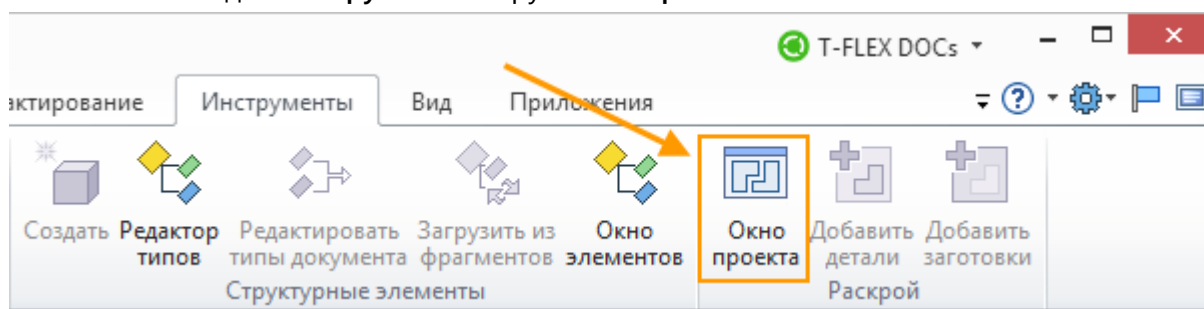 T-FLEX DOCs
Инструменты Вид Приложения
Создать Редактор типов Редактировать типы документа Загрузить из фрагментов Окно элементов Окно проекта Добавить детали Добавить заготовки
Структурные элементы Раскрой